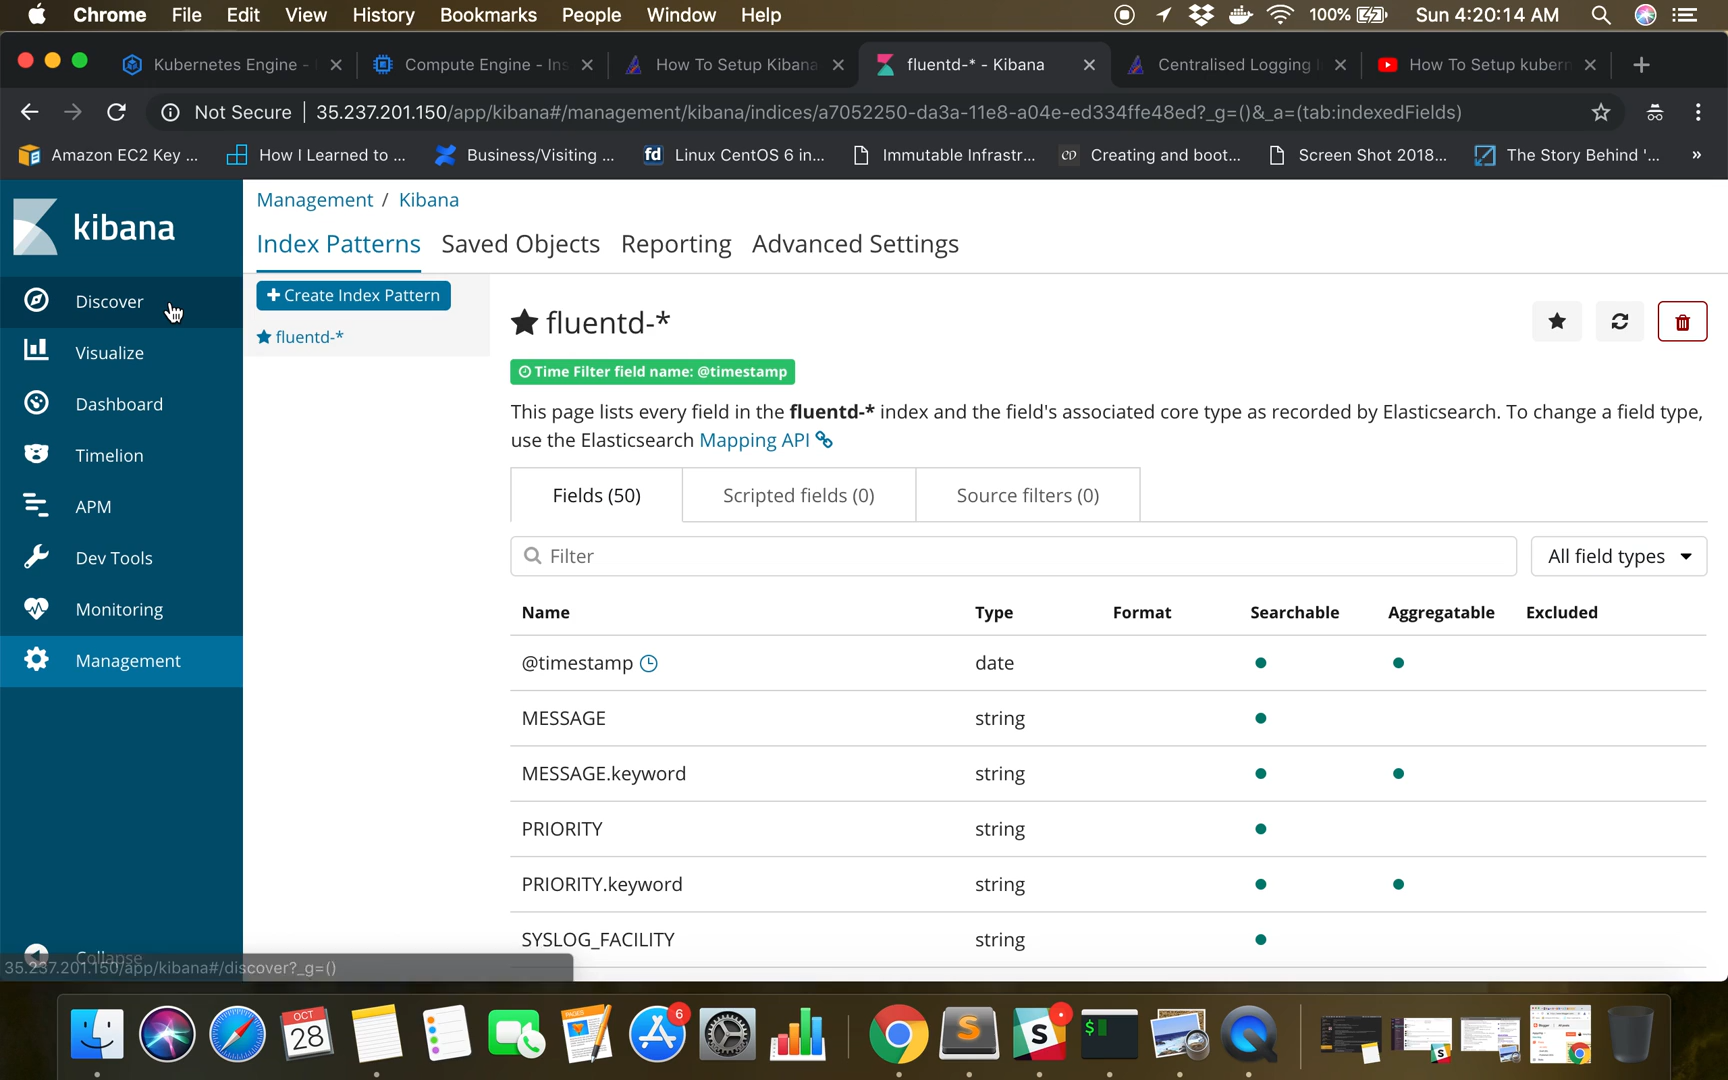 Chrome File Edit View History Bookmarks People Window Help 100% Sun 4:20:14 AM
Kubernetes Engine - Compute Engine - Ins How To Setup Kibana fluentd-* - Kibana Centralised Logging How To Setup kubern
Not Secure 35.237.201.150/app/kibana#/management/kibana/indices/a7052250-da3a-11e8-a04e-ed334ffe48ed?_g=()&_a=(tab:indexedFields)
Amazon EC2 Key ... How I Learned to ... Business/Visiting ... fd Linux CentOS 6 in... Immutable Infrastr... CD Creating and boot... Screen Shot 2018... The Story Behind '... »
kibana
Discover
Visualize
Dashboard
Timelion
APM
Dev Tools
Monitoring
Management
Collapse
35.237.201.150/app/kibana#/discover?_g=()
Management / Kibana
Index Patterns Saved Objects Reporting Advanced Settings
+ Create Index Pattern
★ fluentd-*
★ fluentd-*
Time Filter field name: @timestamp
This page lists every field in the fluentd-* index and the field's associated core type as recorded by Elasticsearch. To change a field type,
use the Elasticsearch Mapping API
Fields (50) Scripted fields (0) Source filters (0)
Filter All field types
Name Type Format Searchable Aggregatable Excluded
@timestamp date
MESSAGE string
MESSAGE.keyword string
PRIORITY string
PRIORITY.keyword string
SYSLOG_FACILITY string
OCT
28
PAGES
6